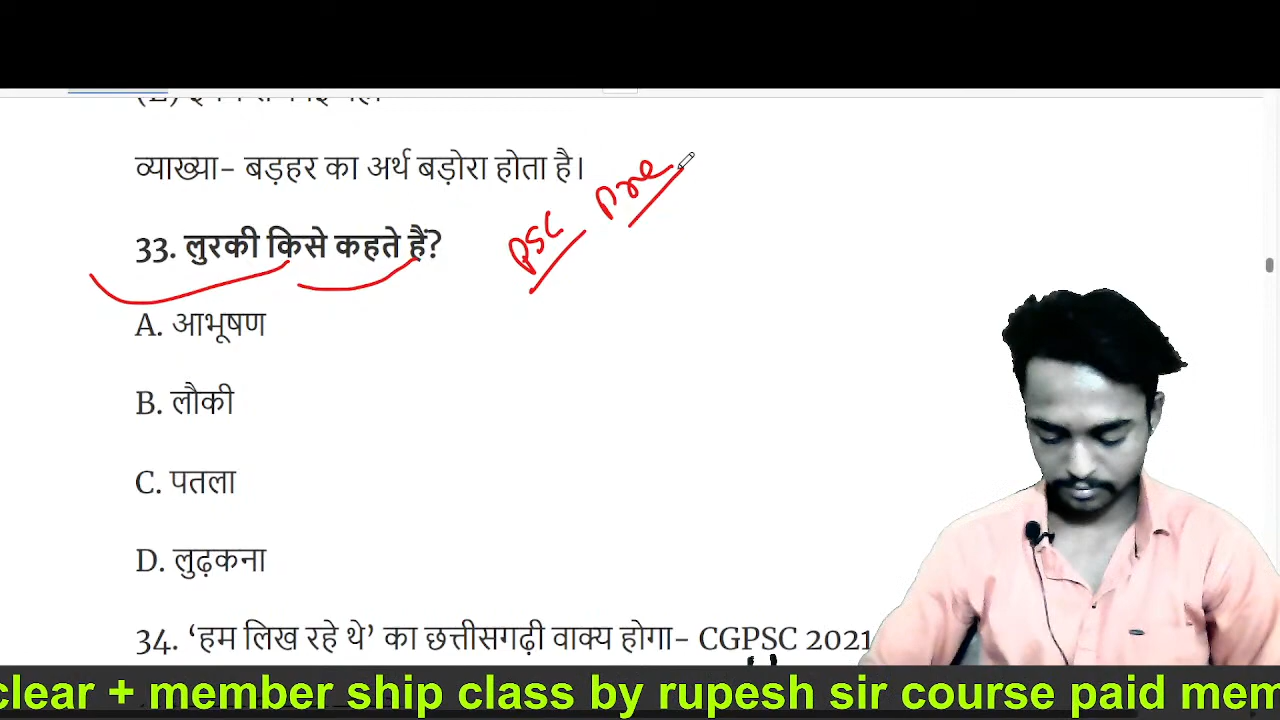 व्याख्या- बड़हर का अर्थ बड़ोरा होता है।
PSC Pre
33. लुरकी किसे कहते हैं?
A. आभूषण
B. लौकी
C. पतला
D. लुढ़कना
34. ‘हम लिख रहे थे’ का छत्तीसगढ़ी वाक्य होगा- CGPSC 2021
clear + member ship class by rupesh sir course paid mem